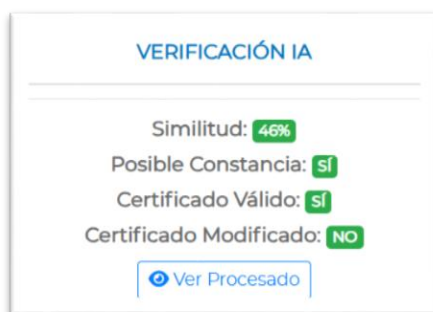 VERIFICACIÓN IA
Similitud: 46%
Posible Constancia: SÍ
Certificado Válido: SÍ
Certificado Modificado: NO
Ver Procesado